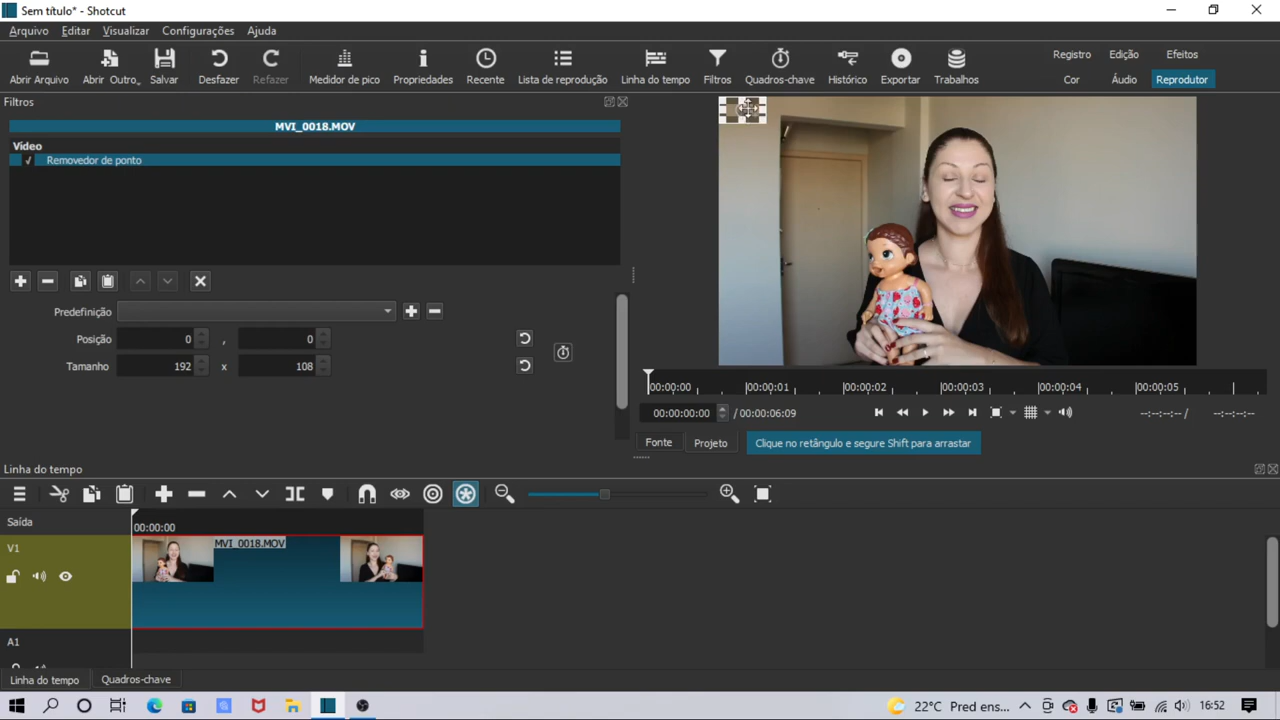 Sem título* - Shotcut
Arquivo Editar Visualizar Configurações Ajuda
Abrir Arquivo Abrir Outro... Salvar Desfazer Refazer Medidor de pico Propriedades Recente Lista de reprodução Linha do tempo Filtros Quadros-chave Histórico Exportar Trabalhos
Registro Edição Efeitos
Cor Áudio Reprodutor
Filtros
MVI_0018.MOV
Vídeo
Removedor de ponto
Predefinição
Posição 0 , 0
Tamanho 192 x 108
00:00:00 00:00:01 00:00:02 00:00:03 00:00:04 00:00:05
00:00:00:00 / 00:00:06:09 --:--:--:-- / --:--:--:--
Fonte Projeto Clique no retângulo e segure Shift para arrastar
Linha do tempo
Saída
00:00:00
V1
MVI_0018.MOV
A1
Linha do tempo Quadros-chave
22°C Pred ens... 16:52